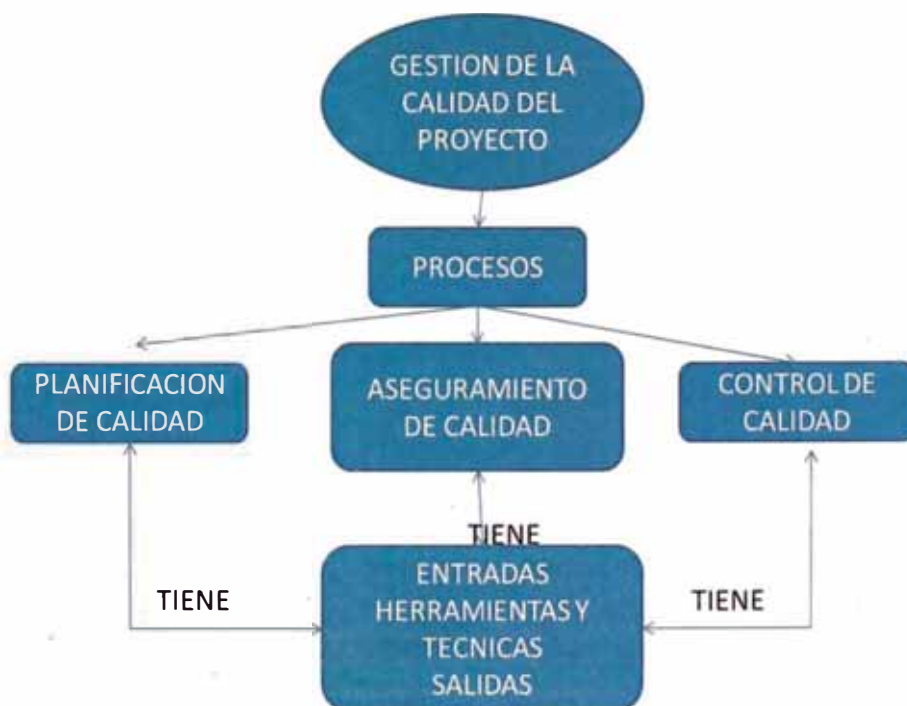 GESTION DE LA
CALIDAD DEL
PROYECTO
PROCESOS
PLANIFICACION
DE CALIDAD
ASEGURAMIENTO
DE CALIDAD
CONTROL DE
CALIDAD
TIENE
TIENE
TIENE
ENTRADAS
HERRAMIENTAS Y
TECNICAS
SALIDAS